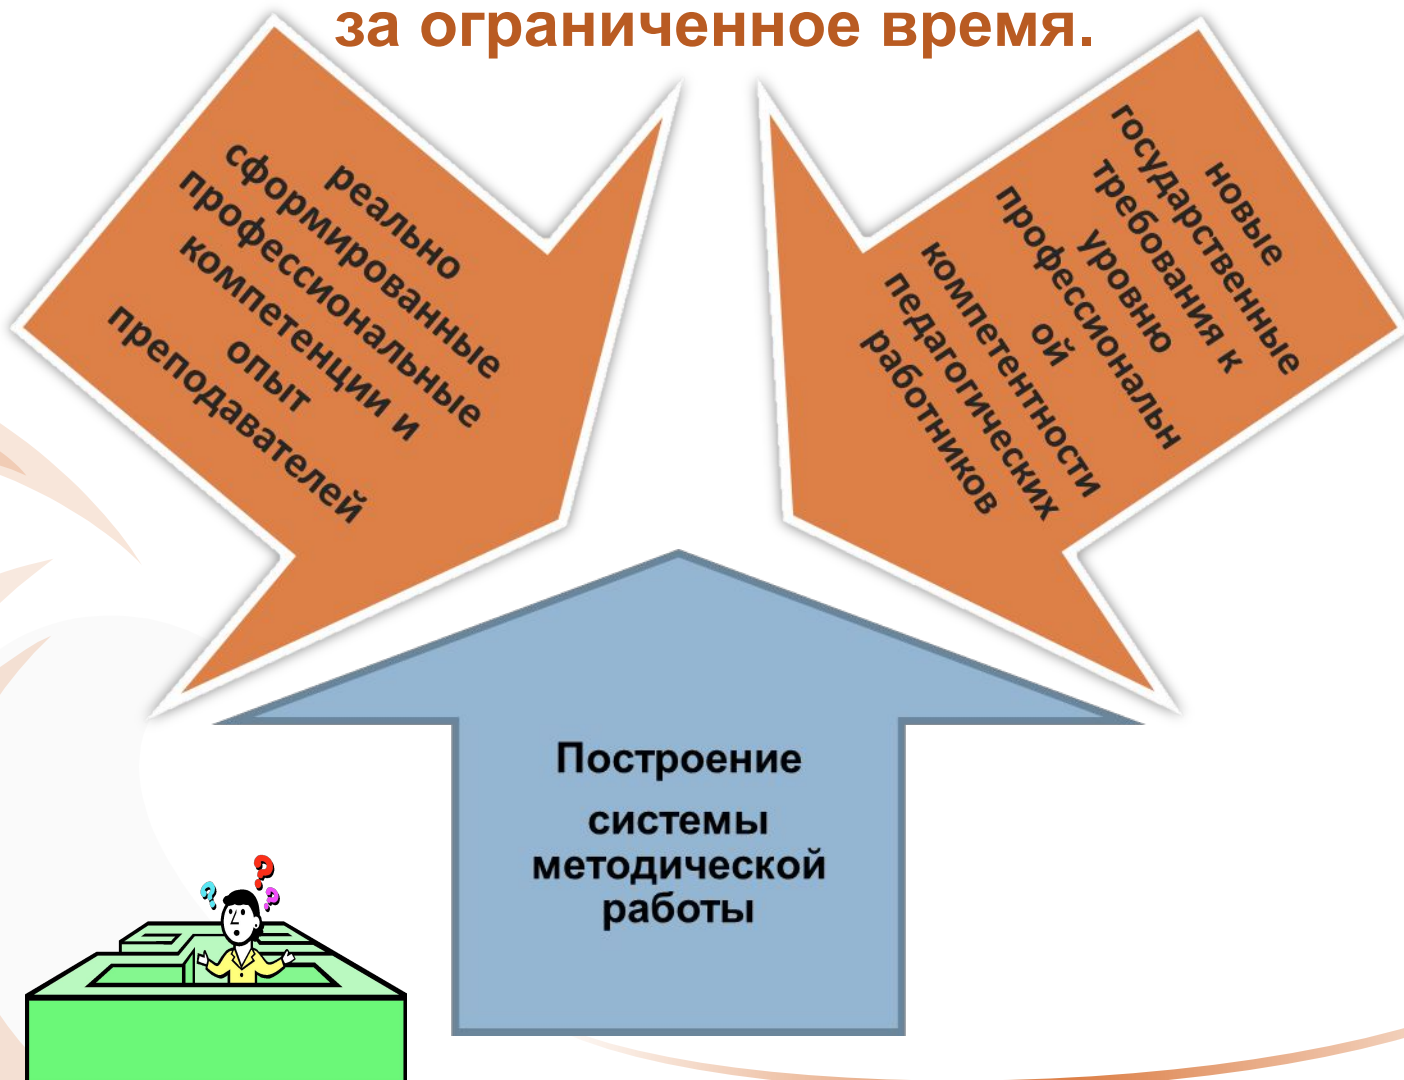 за ограниченное время.
реально
сформированные
профессиональные
компетенции и
опыт
преподавателей
новые
государственные
требования к
уровню
профессиональн
ой
компетентности
педагогических
работников
Построение
системы
методической
работы
? ? ?